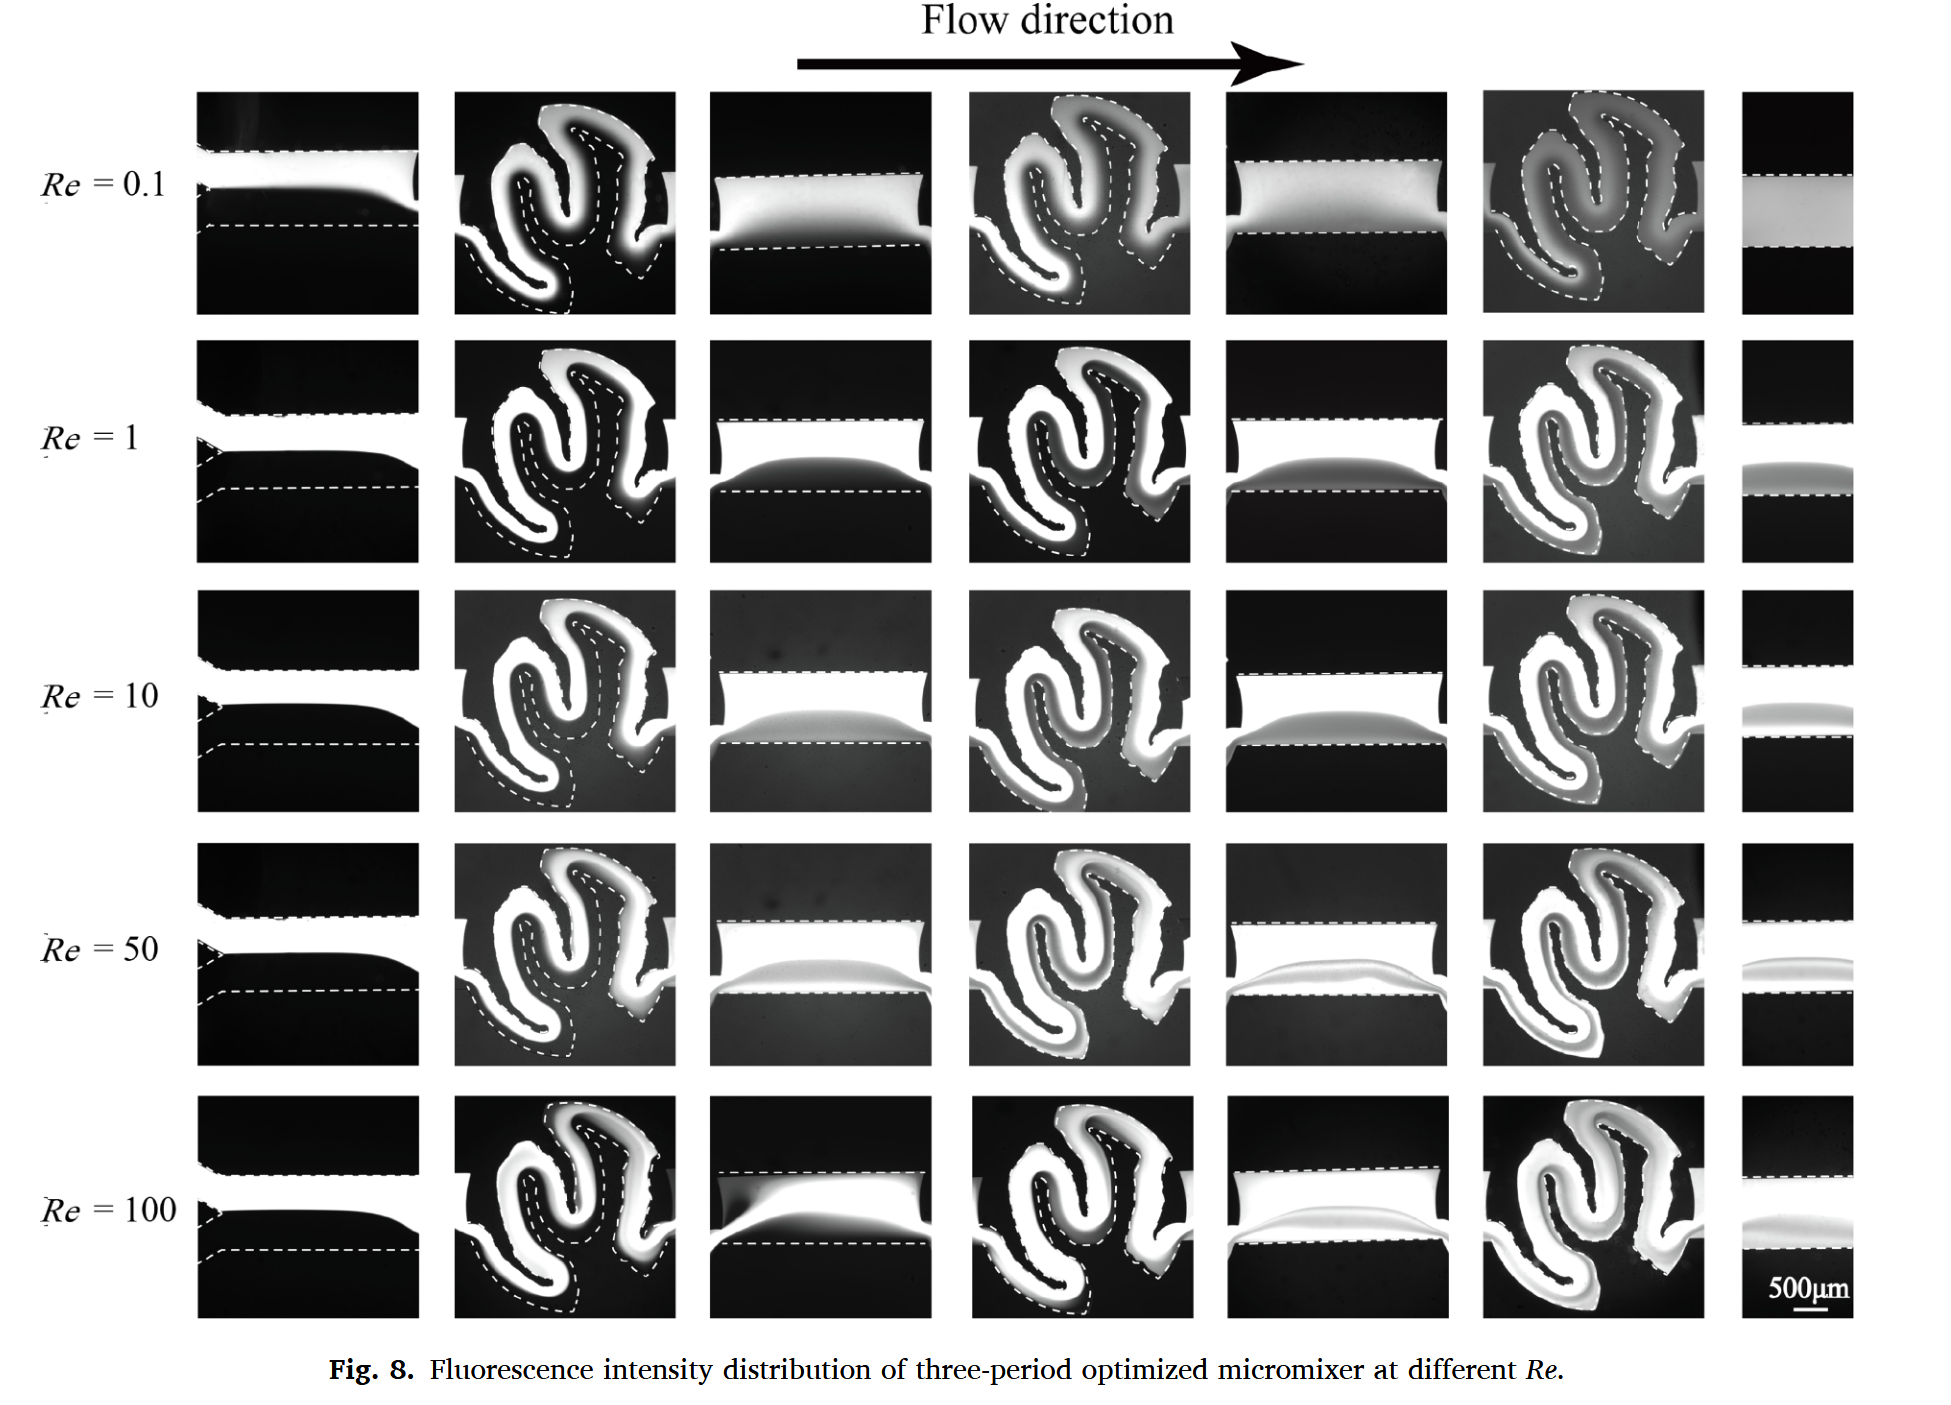 Flow direction
Re = 0.1
Re = 1
Re = 10
Re = 50
Re = 100
500μm
Fig. 8. Fluorescence intensity distribution of three-period optimized micromixer at different Re.